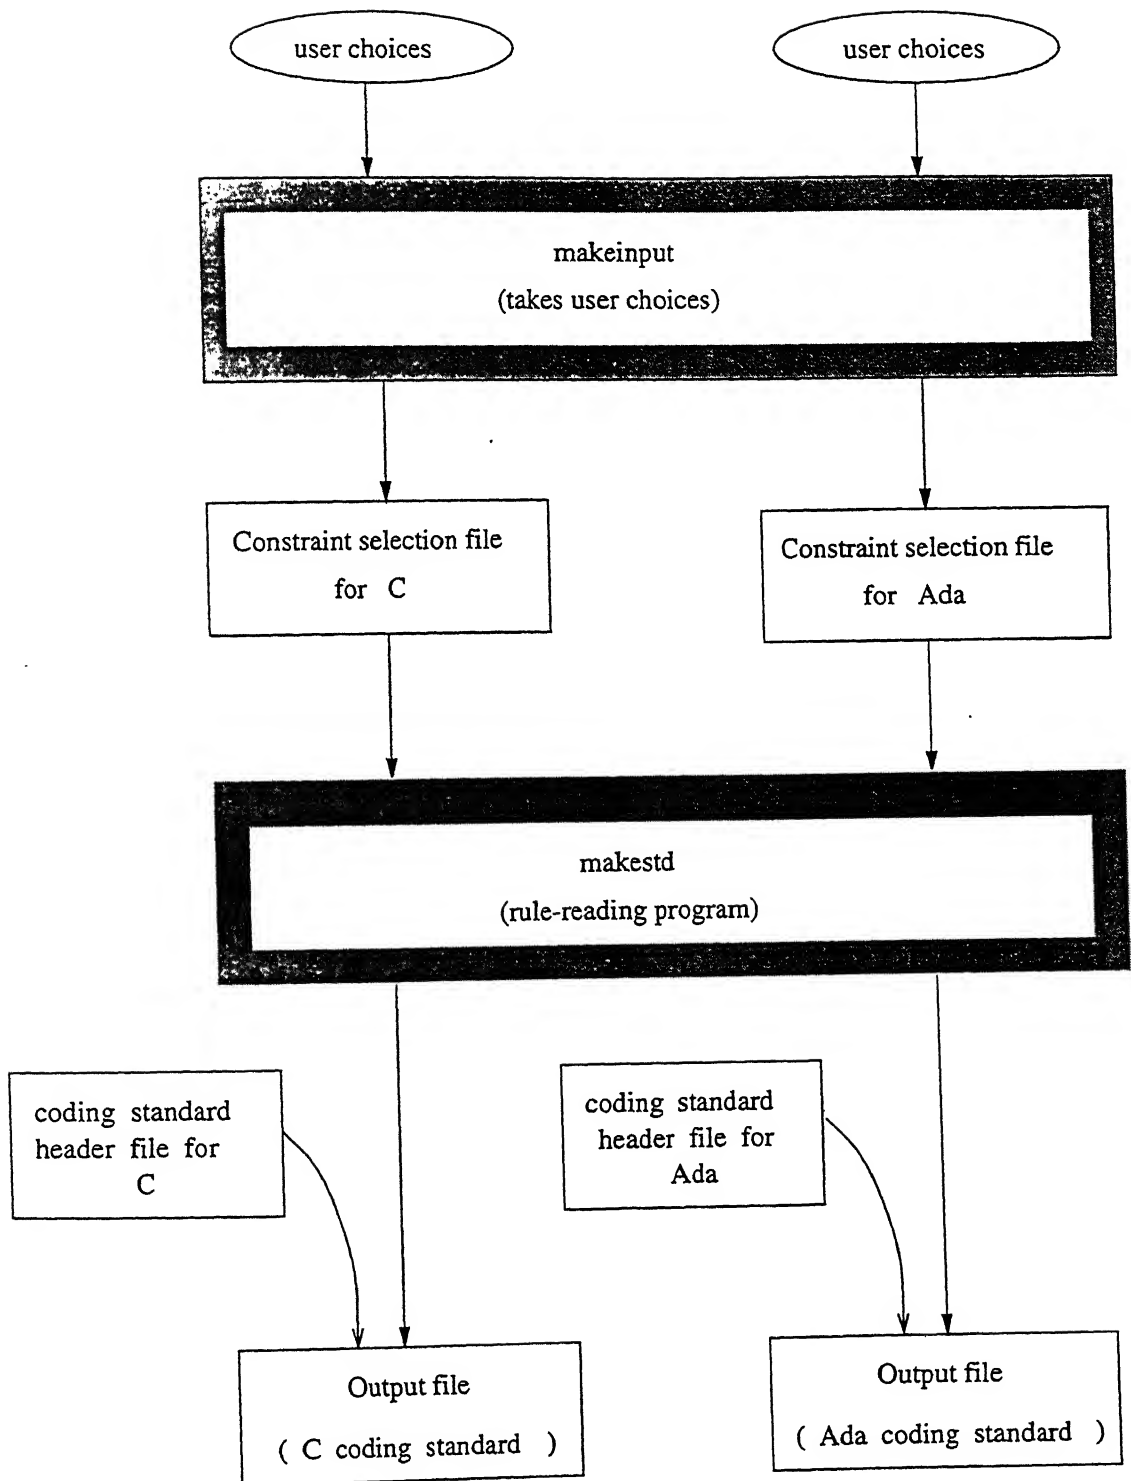 user choices
user choices
makeinput
(takes user choices)
Constraint selection file
for C
Constraint selection file
for Ada
makestd
(rule-reading program)
coding standard
header file for
C
coding standard
header file for
Ada
Output file
( C coding standard )
Output file
( Ada coding standard )